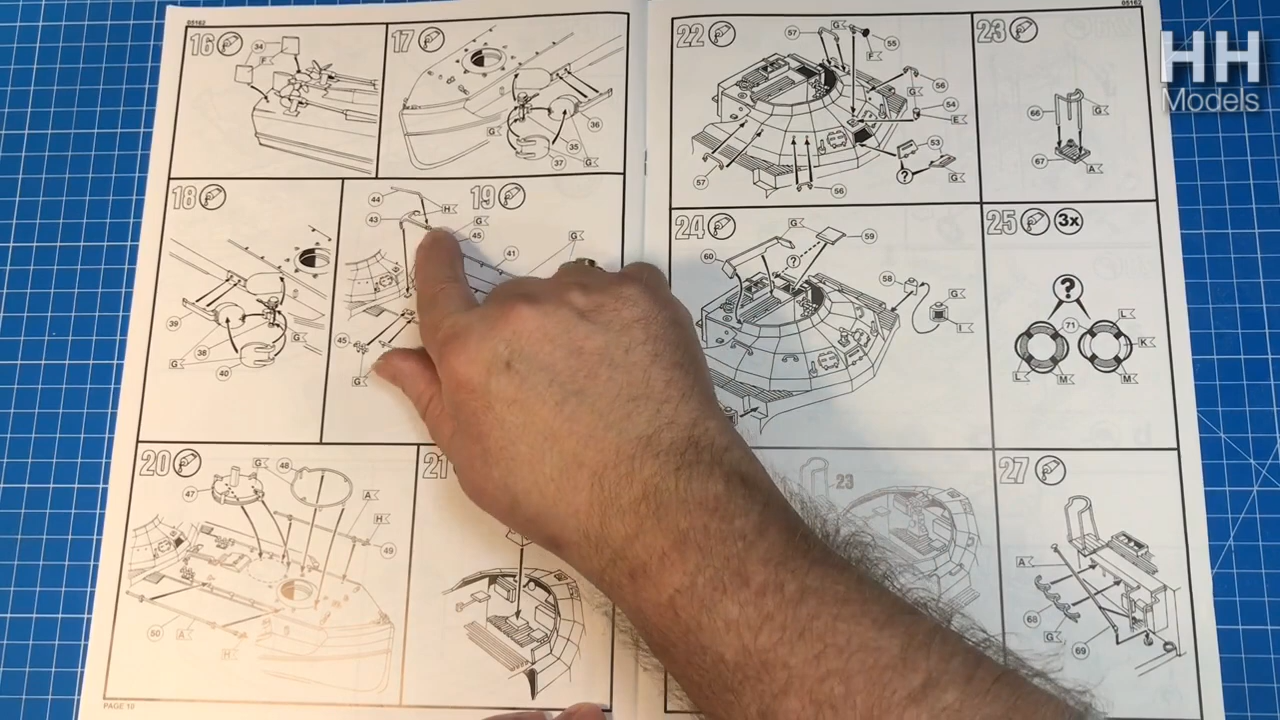 05162
16
34
F
17
G
36
35
37
G
18
39
38
G
G
40
19
44
43
H
G
45
41
G
45
G
20
47
G
48
A
H
49
50
A
H
21
PAGE 10
05162
22
57
G
55
F
56
G
54
E
53
?
G
57
56
23
66
G
67
A
24
G
59
?
60
58
G
I
25
3x
?
L
71
K
L
M
M
23
27
A
68
G
69
HH
Models